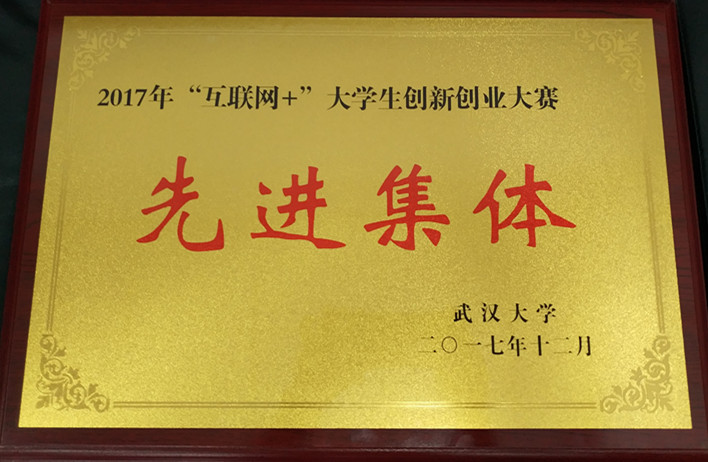 2017年“互联网+”大学生创新创业大赛
先进集体
武汉大学
二〇一七年十二月